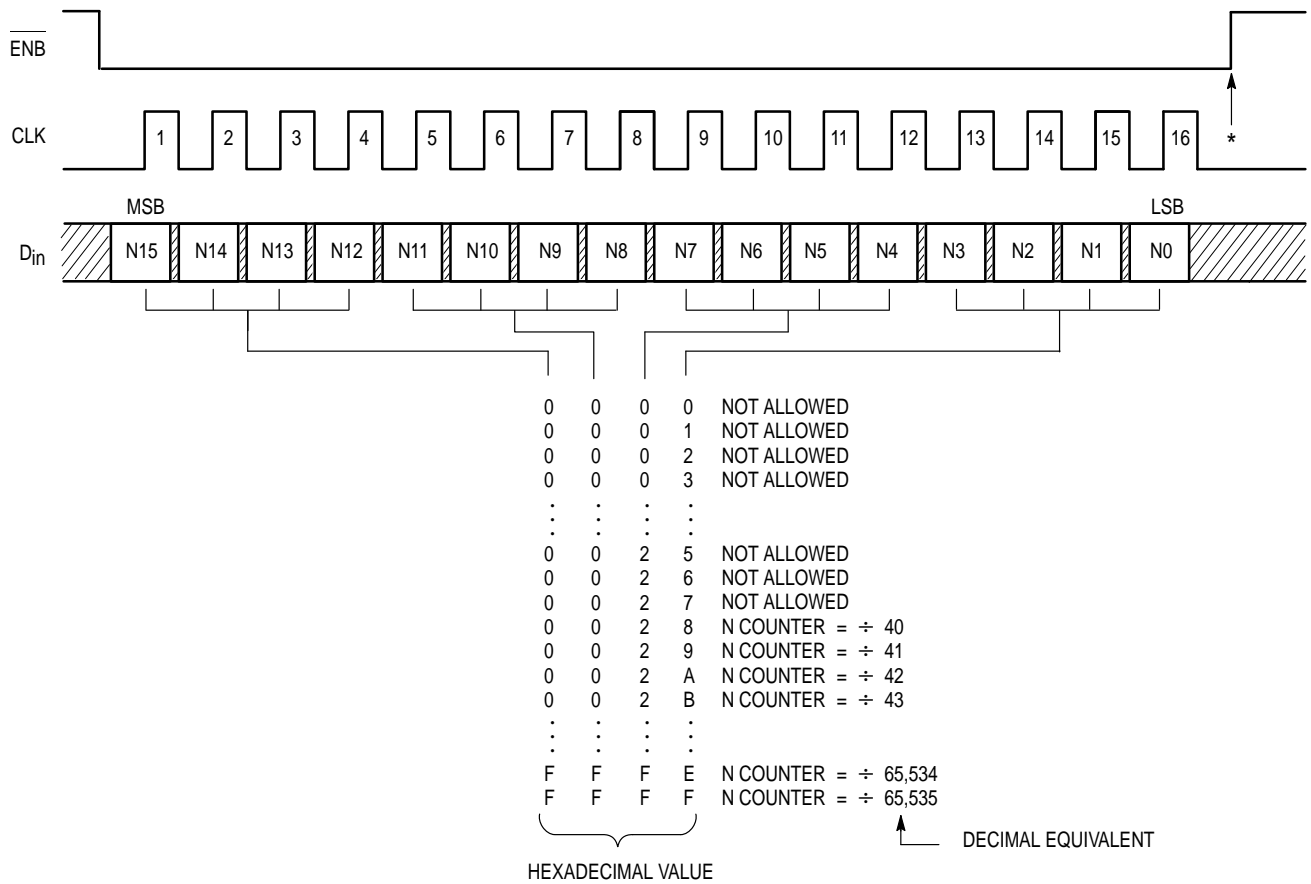 ENB
CLK 1 2 3 4 5 6 7 8 9 10 11 12 13 14 15 16 *
MSB LSB
Din N15 N14 N13 N12 N11 N10 N9 N8 N7 N6 N5 N4 N3 N2 N1 N0
0 0 0 0 NOT ALLOWED
0 0 0 1 NOT ALLOWED
0 0 0 2 NOT ALLOWED
0 0 0 3 NOT ALLOWED
. . . .
. . . .
. . . .
0 0 2 5 NOT ALLOWED
0 0 2 6 NOT ALLOWED
0 0 2 7 NOT ALLOWED
0 0 2 8 N COUNTER = ÷ 40
0 0 2 9 N COUNTER = ÷ 41
0 0 2 A N COUNTER = ÷ 42
0 0 2 B N COUNTER = ÷ 43
. . . .
. . . .
. . . .
F F F E N COUNTER = ÷ 65,534
F F F F N COUNTER = ÷ 65,535
DECIMAL EQUIVALENT
HEXADECIMAL VALUE